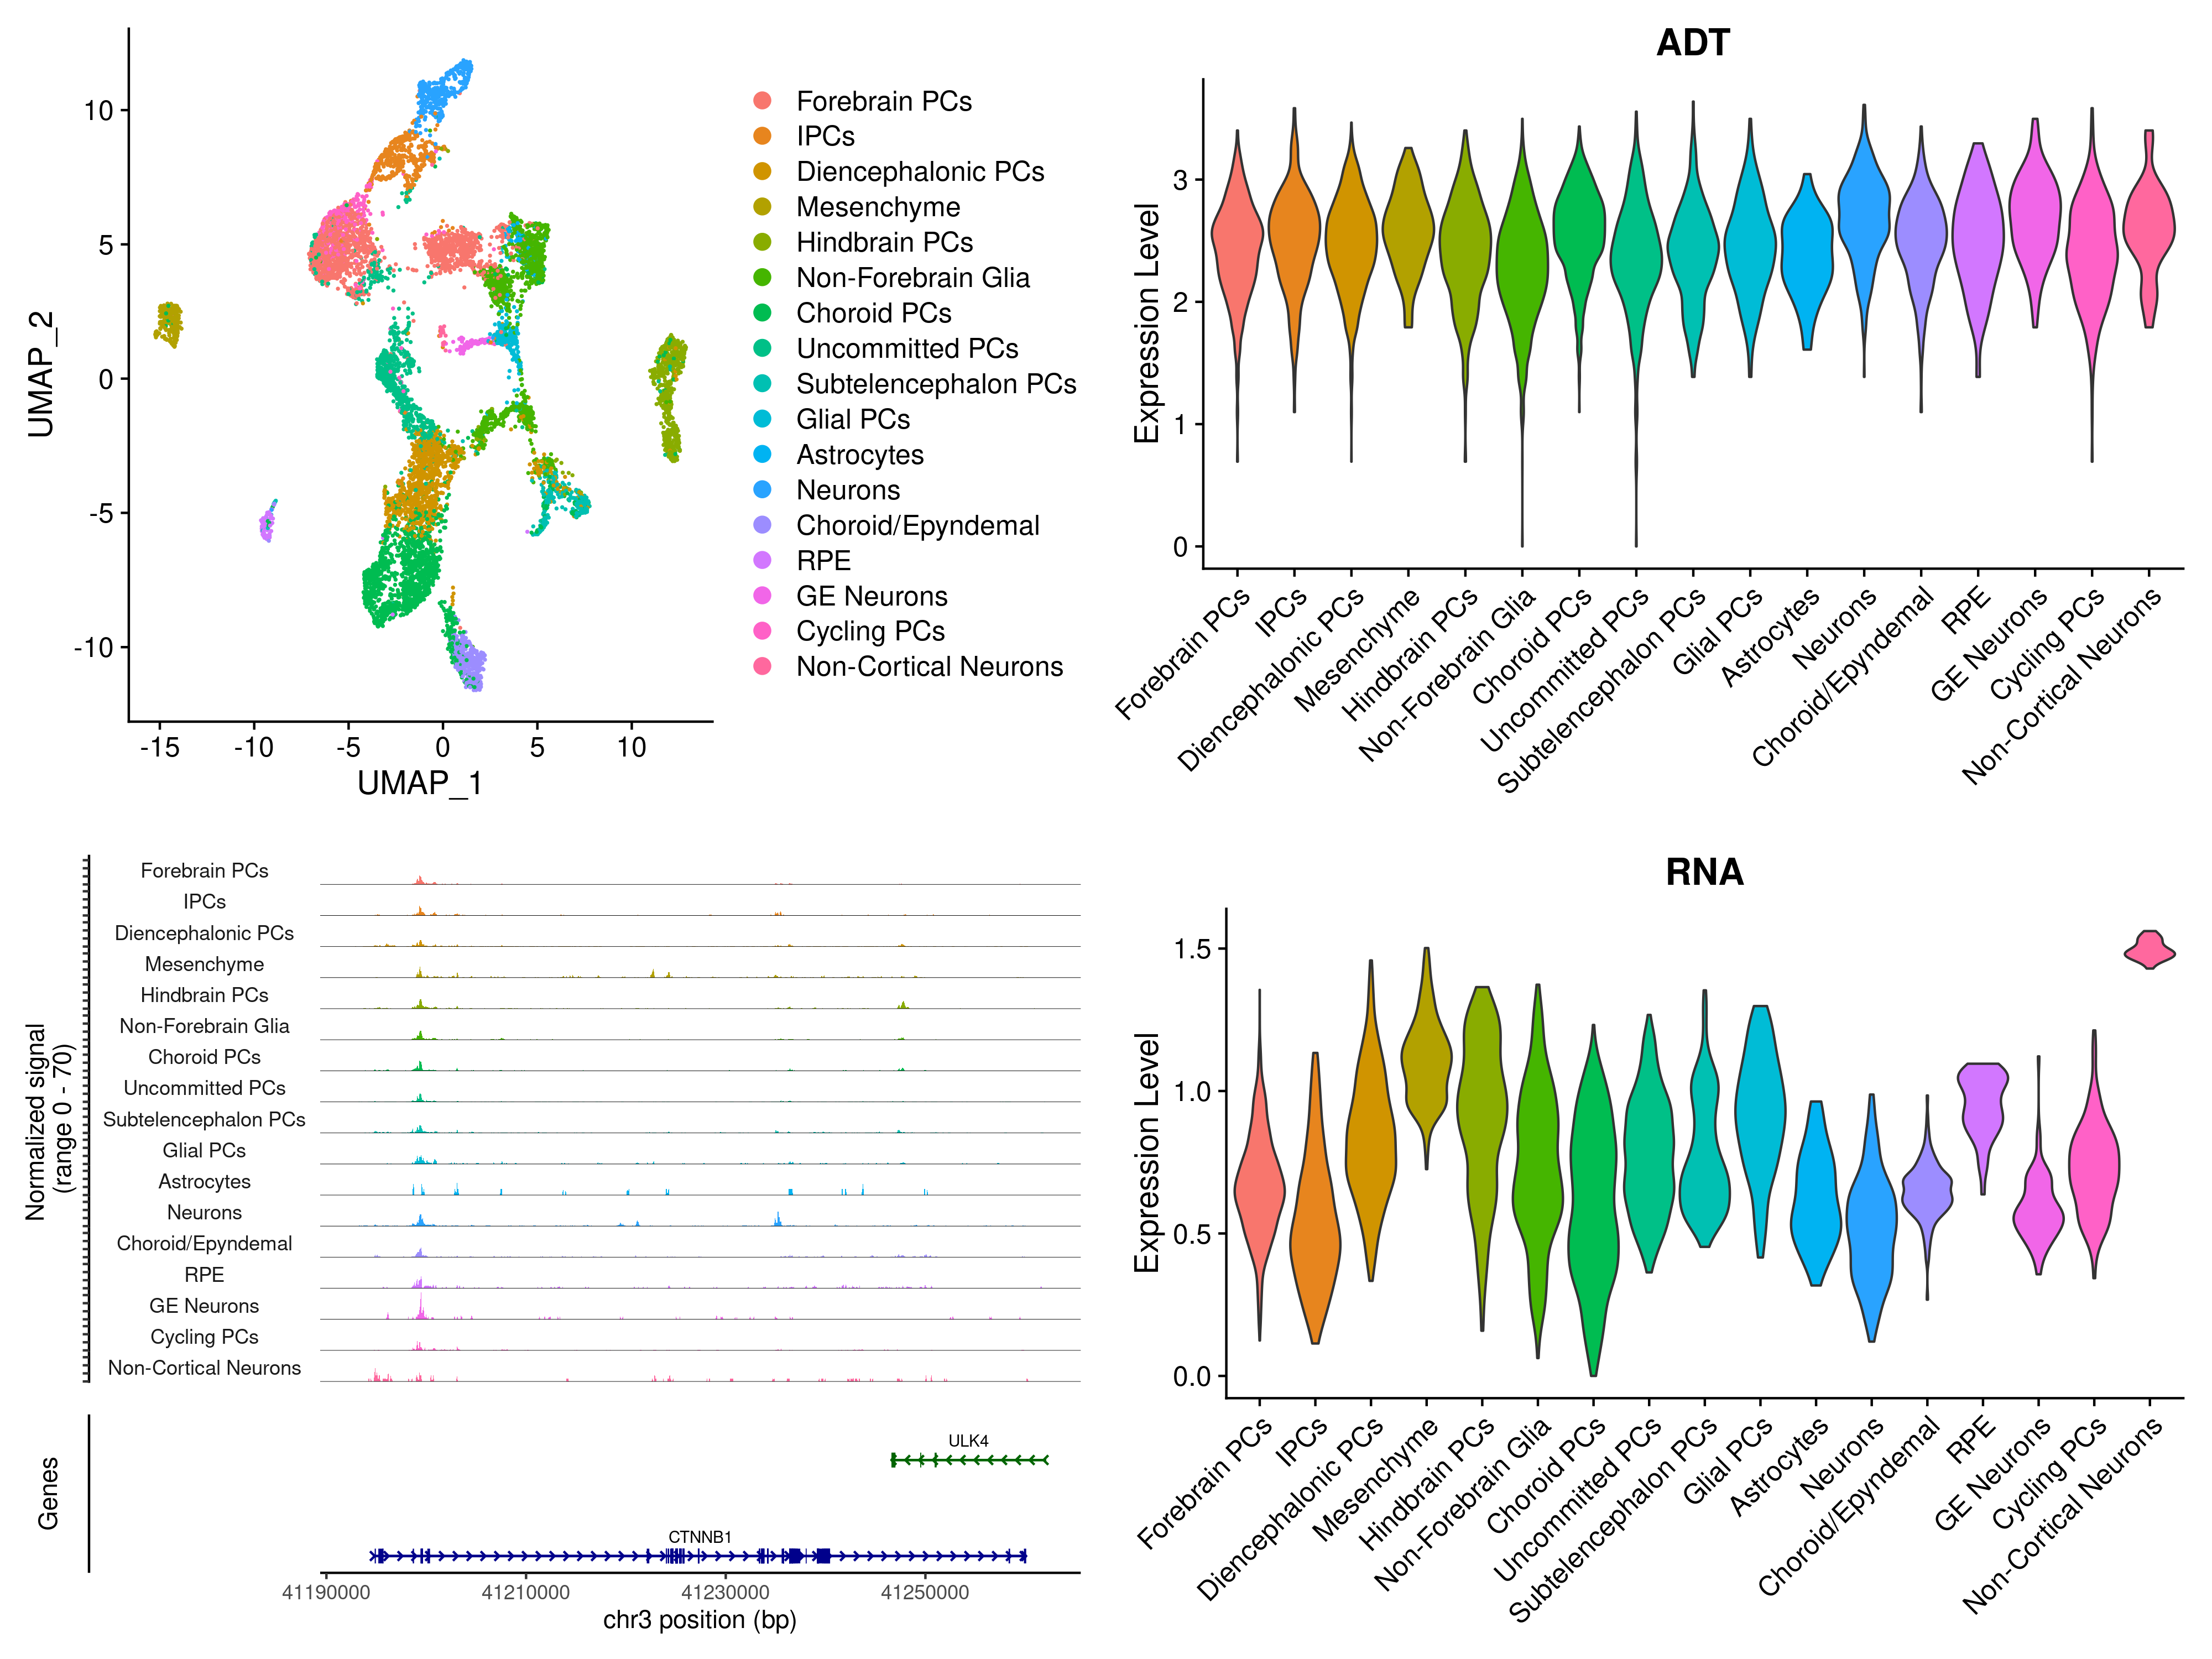 10
5
0
-5
-10
UMAP_2
-15
-10
-5
0
5
10
UMAP_1
Forebrain PCs
IPCs
Diencephalonic PCs
Mesenchyme
Hindbrain PCs
Non-Forebrain Glia
Choroid PCs
Uncommitted PCs
Subtelencephalon PCs
Glial PCs
Astrocytes
Neurons
Choroid/Epyndemal
RPE
GE Neurons
Cycling PCs
Non-Cortical Neurons
ADT
Expression Level
3
2
1
0
Forebrain PCs
IPCs
Diencephalonic PCs
Mesenchyme
Hindbrain PCs
Non-Forebrain Glia
Choroid PCs
Uncommitted PCs
Subtelencephalon PCs
Glial PCs
Astrocytes
Neurons
Choroid/Epyndemal
RPE
GE Neurons
Cycling PCs
Non-Cortical Neurons
Normalized signal
(range 0 - 70)
Forebrain PCs
IPCs
Diencephalonic PCs
Mesenchyme
Hindbrain PCs
Non-Forebrain Glia
Choroid PCs
Uncommitted PCs
Subtelencephalon PCs
Glial PCs
Astrocytes
Neurons
Choroid/Epyndemal
RPE
GE Neurons
Cycling PCs
Non-Cortical Neurons
Genes
ULK4
CTNNB1
41190000
41210000
41230000
41250000
chr3 position (bp)
RNA
Expression Level
1.5
1.0
0.5
0.0
Forebrain PCs
IPCs
Diencephalonic PCs
Mesenchyme
Hindbrain PCs
Non-Forebrain Glia
Choroid PCs
Uncommitted PCs
Subtelencephalon PCs
Glial PCs
Astrocytes
Neurons
Choroid/Epyndemal
RPE
GE Neurons
Cycling PCs
Non-Cortical Neurons